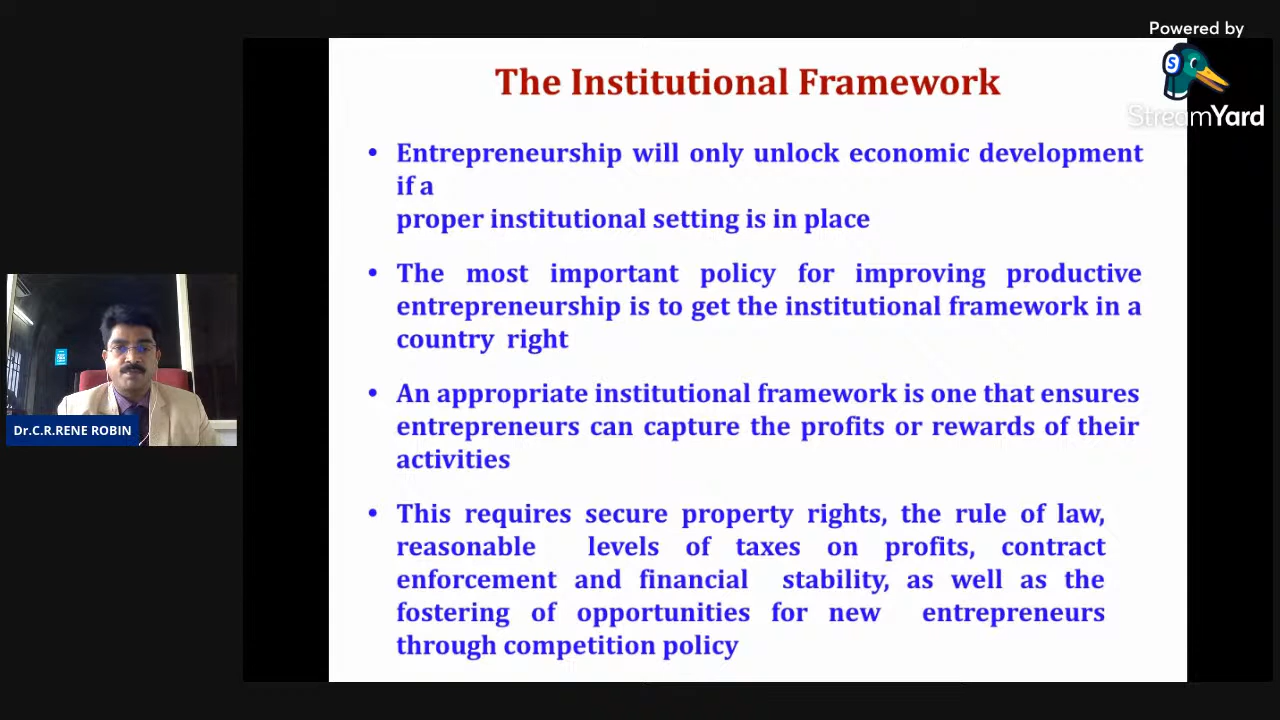 Powered by
StreamYard
The Institutional Framework
• Entrepreneurship will only unlock economic development
if a
proper institutional setting is in place
• The most important policy for improving productive
entrepreneurship is to get the institutional framework in a
country right
• An appropriate institutional framework is one that ensures
entrepreneurs can capture the profits or rewards of their
activities
• This requires secure property rights, the rule of law,
reasonable levels of taxes on profits, contract
enforcement and financial stability, as well as the
fostering of opportunities for new entrepreneurs
through competition policy
Dr.C.R.RENE ROBIN